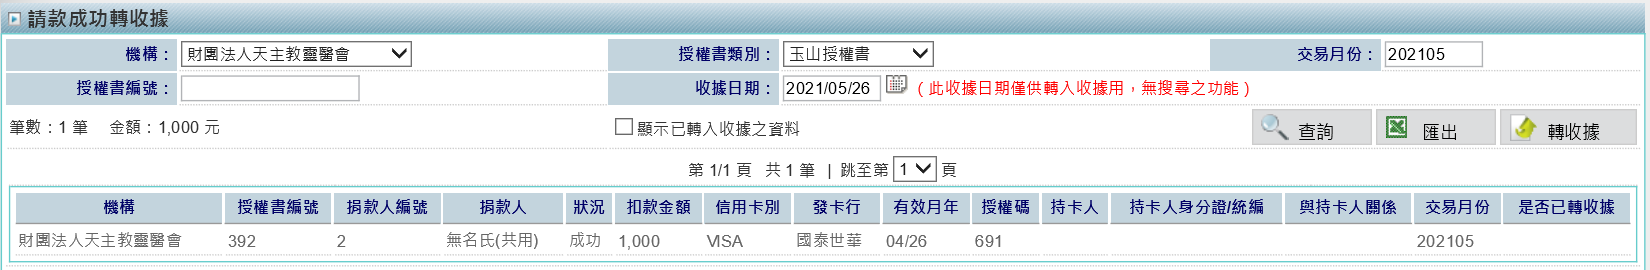 請款成功轉收據
機構： 財團法人天主教靈醫會 授權書類別： 玉山授權書 交易月份： 202105
授權書編號： 收據日期： 2021/05/26 ( 此收據日期僅供轉入收據用，無搜尋之功能 )
筆數：1 筆 金額：1,000 元 顯示已轉入收據之資料 查詢 匯出 轉收據
第 1/1 頁 共 1 筆 | 跳至第 1 頁
機構 授權書編號 捐款人編號 捐款人 狀況 扣款金額 信用卡別 發卡行 有效月年 授權碼 持卡人 持卡人身分證/統編 與持卡人關係 交易月份 是否已轉收據
財團法人天主教靈醫會 392 2 無名氏(共用) 成功 1,000 VISA 國泰世華 04/26 691 202105